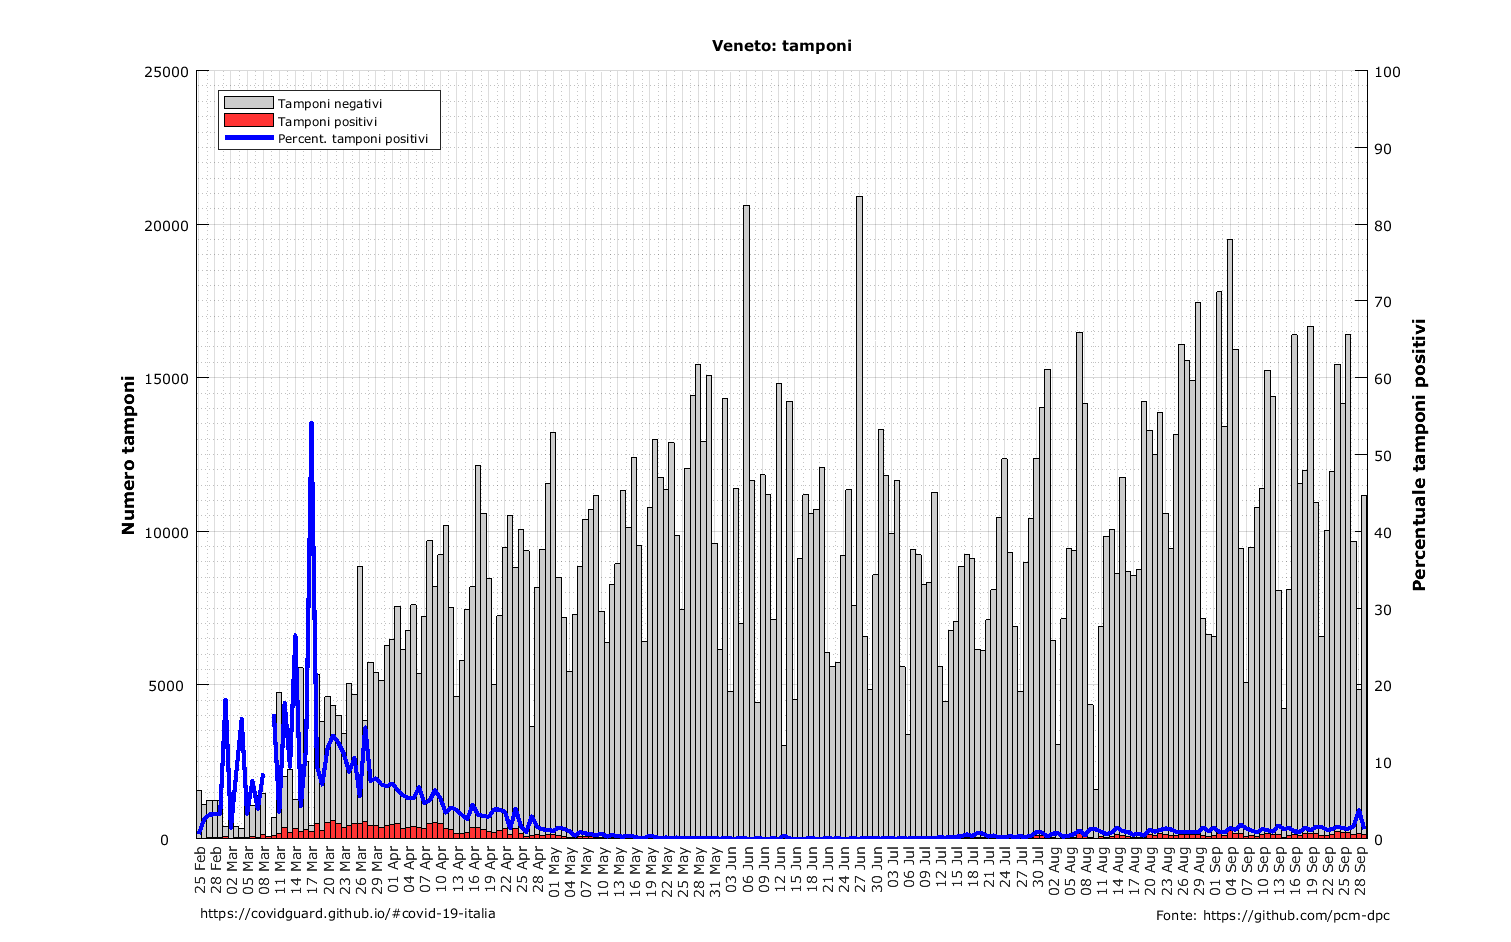 Veneto: tamponi
25000
20000
15000
10000
5000
0
Numero tamponi
Tamponi negativi
Tamponi positivi
Percent. tamponi positivi
100
90
80
70
60
50
40
30
20
10
0
Percentuale tamponi positivi
25 Feb
28 Feb
02 Mar
05 Mar
08 Mar
11 Mar
14 Mar
17 Mar
20 Mar
23 Mar
26 Mar
29 Mar
01 Apr
04 Apr
07 Apr
10 Apr
13 Apr
16 Apr
19 Apr
22 Apr
25 Apr
28 Apr
01 May
04 May
07 May
10 May
13 May
16 May
19 May
22 May
25 May
28 May
31 May
03 Jun
06 Jun
09 Jun
12 Jun
15 Jun
18 Jun
21 Jun
24 Jun
27 Jun
30 Jun
03 Jul
06 Jul
09 Jul
12 Jul
15 Jul
18 Jul
21 Jul
24 Jul
27 Jul
30 Jul
02 Aug
05 Aug
08 Aug
11 Aug
14 Aug
17 Aug
20 Aug
23 Aug
26 Aug
29 Aug
01 Sep
04 Sep
07 Sep
10 Sep
13 Sep
16 Sep
19 Sep
22 Sep
25 Sep
28 Sep
https://covidguard.github.io/#covid-19-italia
Fonte: https://github.com/pcm-dpc